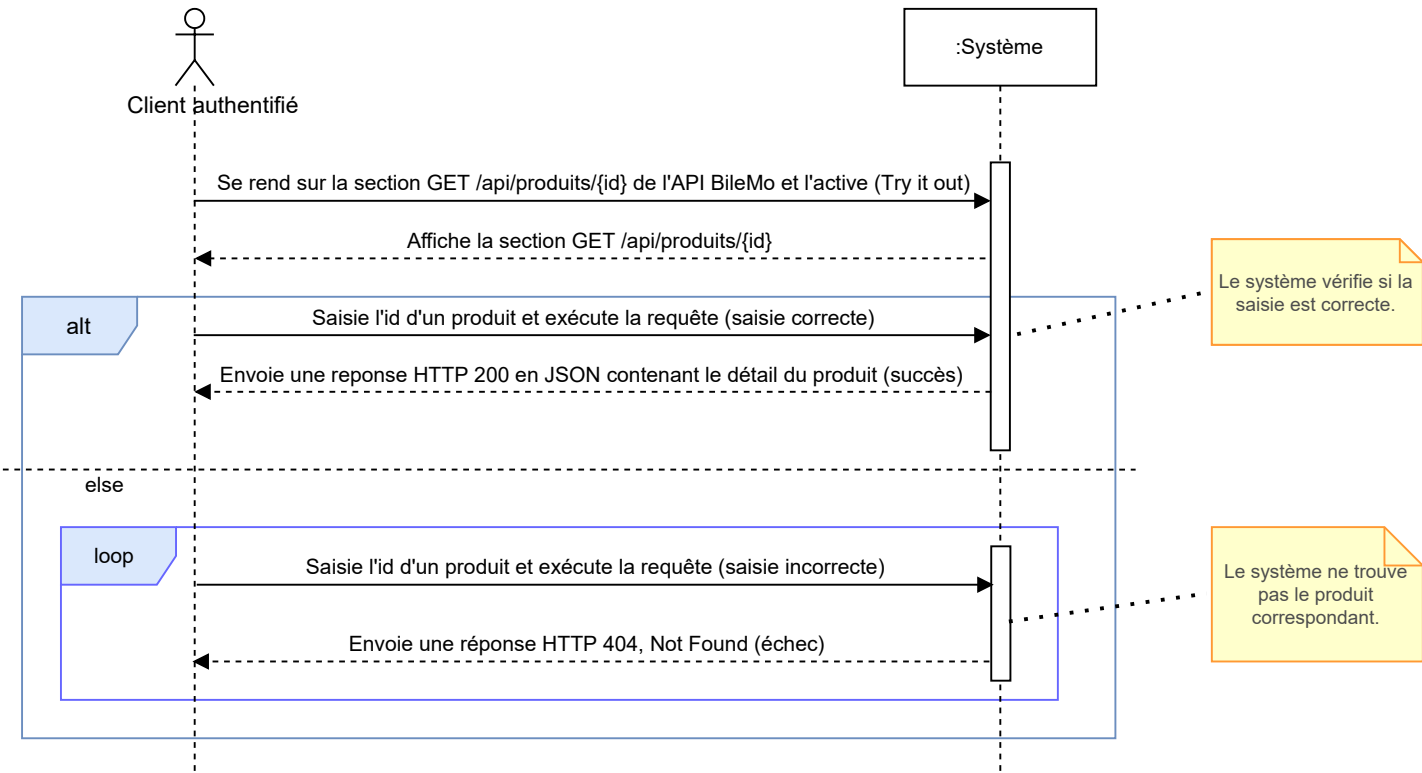 :Système
Client authentifié
Se rend sur la section GET /api/produits/{id} de l'API BileMo et l'active (Try it out)
Affiche la section GET /api/produits/{id}
Le système vérifie si la
saisie est correcte.
alt
Saisie l'id d'un produit et exécute la requête (saisie correcte)
Envoie une reponse HTTP 200 en JSON contenant le détail du produit (succès)
else
loop
Saisie l'id d'un produit et exécute la requête (saisie incorrecte)
Le système ne trouve
pas le produit
correspondant.
Envoie une réponse HTTP 404, Not Found (échec)